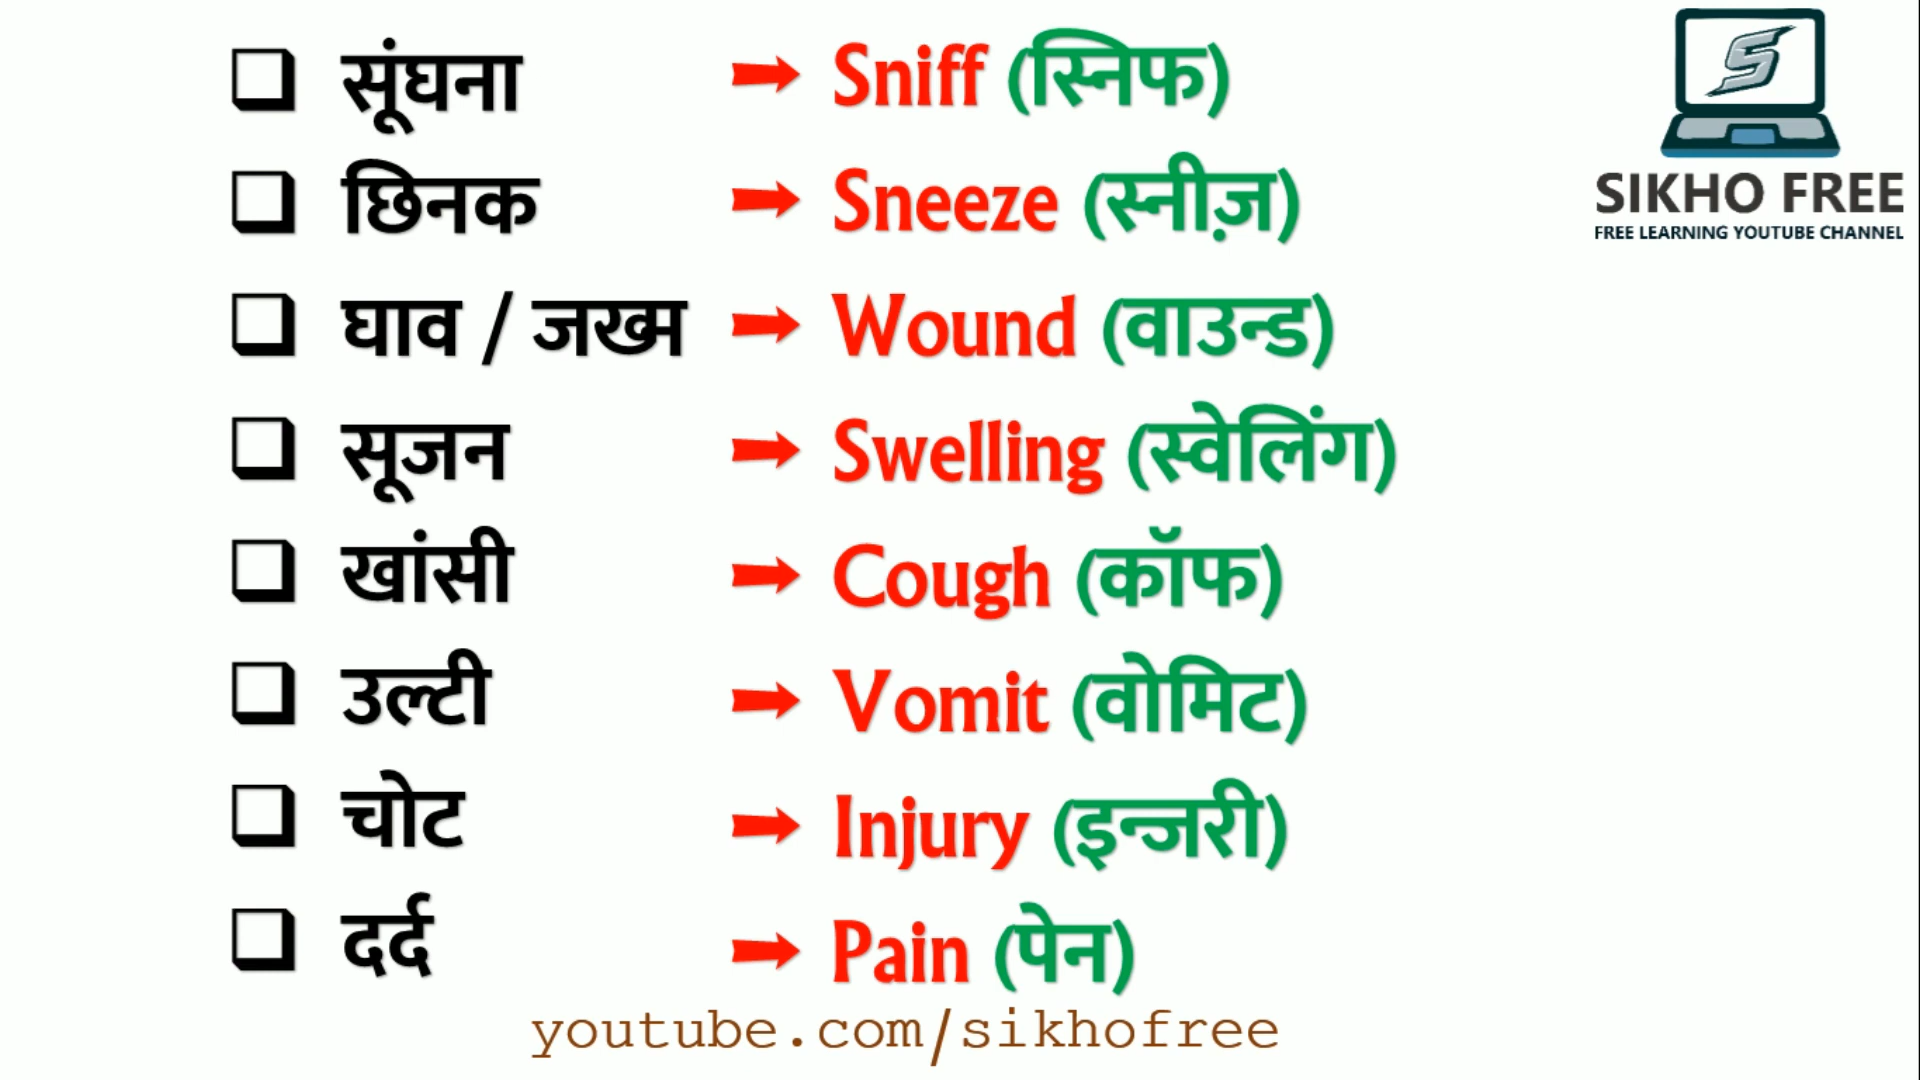 सूंघना ➡ Sniff (स्निफ)
छिनक ➡ Sneeze (स्नीज़)
घाव / जख्म ➡ Wound (वाउन्ड)
सूजन ➡ Swelling (स्वेलिंग)
खांसी ➡ Cough (कॉफ)
उल्टी ➡ Vomit (वोमिट)
चोट ➡ Injury (इन्जरी)
दर्द ➡ Pain (पेन)
youtube.com/sikhofree
S
SIKHO FREE
FREE LEARNING YOUTUBE CHANNEL